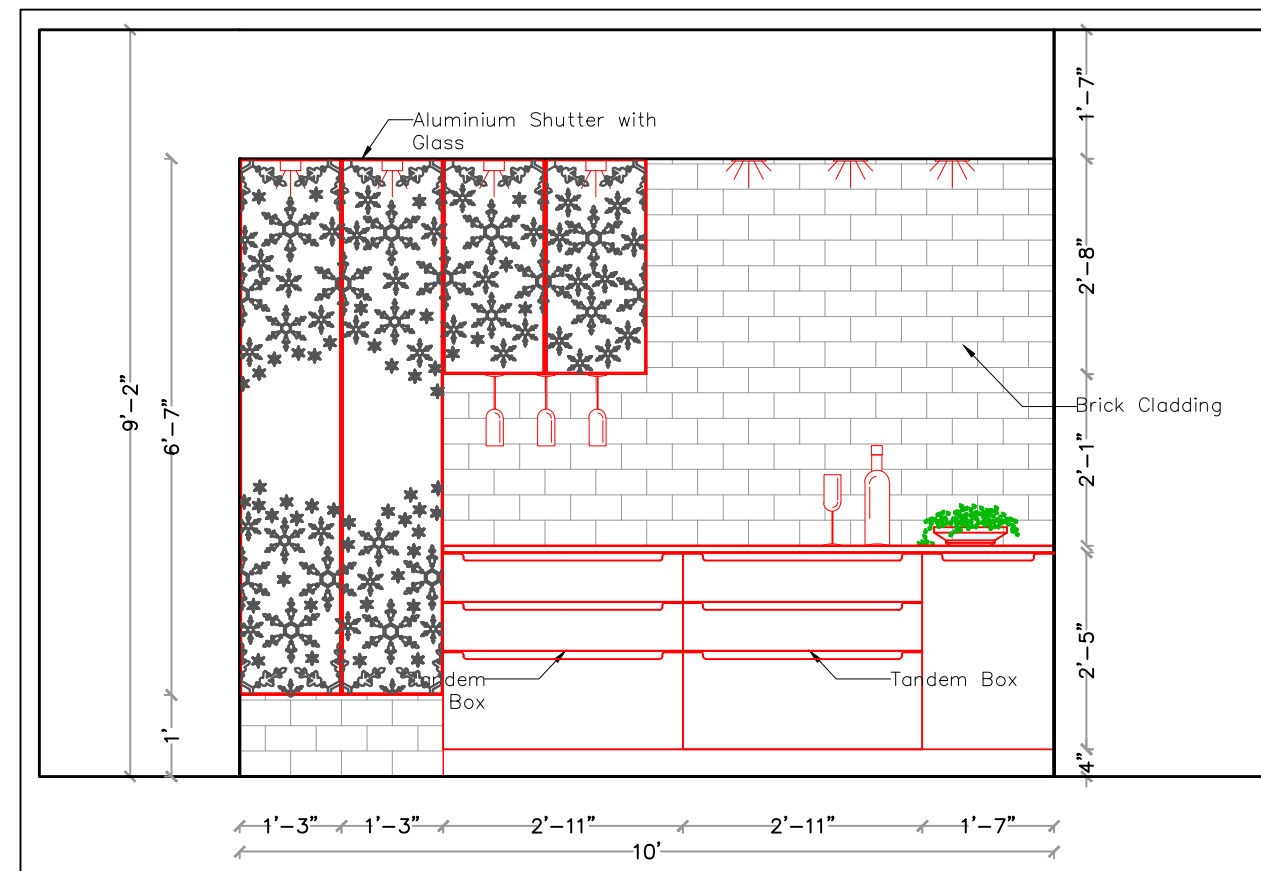 Aluminium Shutter with
Glass
1'-7"
2'-8"
9'-2"
6'-7"
Brick Cladding
2'-1"
2'-5"
Tandem
Box
Tandem Box
1'
4"
1'-3"
1'-3"
2'-11"
2'-11"
1'-7"
10'